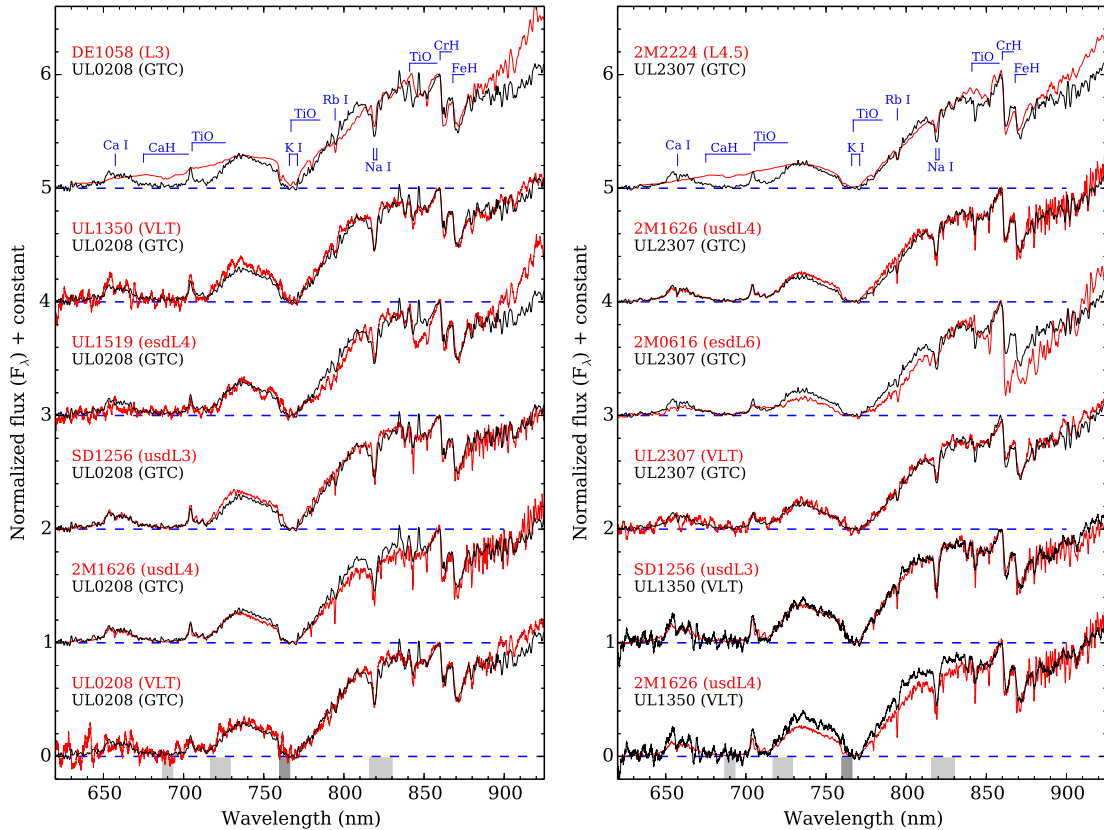 DE1058 (L3)
UL0208 (GTC)
Ca I
CaH
TiO
K I
TiO
Rb I
Na I
TiO
CrH
FeH
UL1350 (VLT)
UL0208 (GTC)
UL1519 (esdL4)
UL0208 (GTC)
SD1256 (usdL3)
UL0208 (GTC)
2M1626 (usdL4)
UL0208 (GTC)
UL0208 (VLT)
UL0208 (GTC)
6
5
4
3
2
1
0
Normalized flux (Fλ) + constant
650 700 750 800 850 900
Wavelength (nm)
2M2224 (L4.5)
UL2307 (GTC)
Ca I
CaH
TiO
K I
TiO
Rb I
Na I
TiO
CrH
FeH
2M1626 (usdL4)
UL2307 (GTC)
2M0616 (esdL6)
UL2307 (GTC)
UL2307 (VLT)
UL2307 (GTC)
SD1256 (usdL3)
UL1350 (VLT)
2M1626 (usdL4)
UL1350 (VLT)
6
5
4
3
2
1
0
Normalized flux (Fλ) + constant
650 700 750 800 850 900
Wavelength (nm)